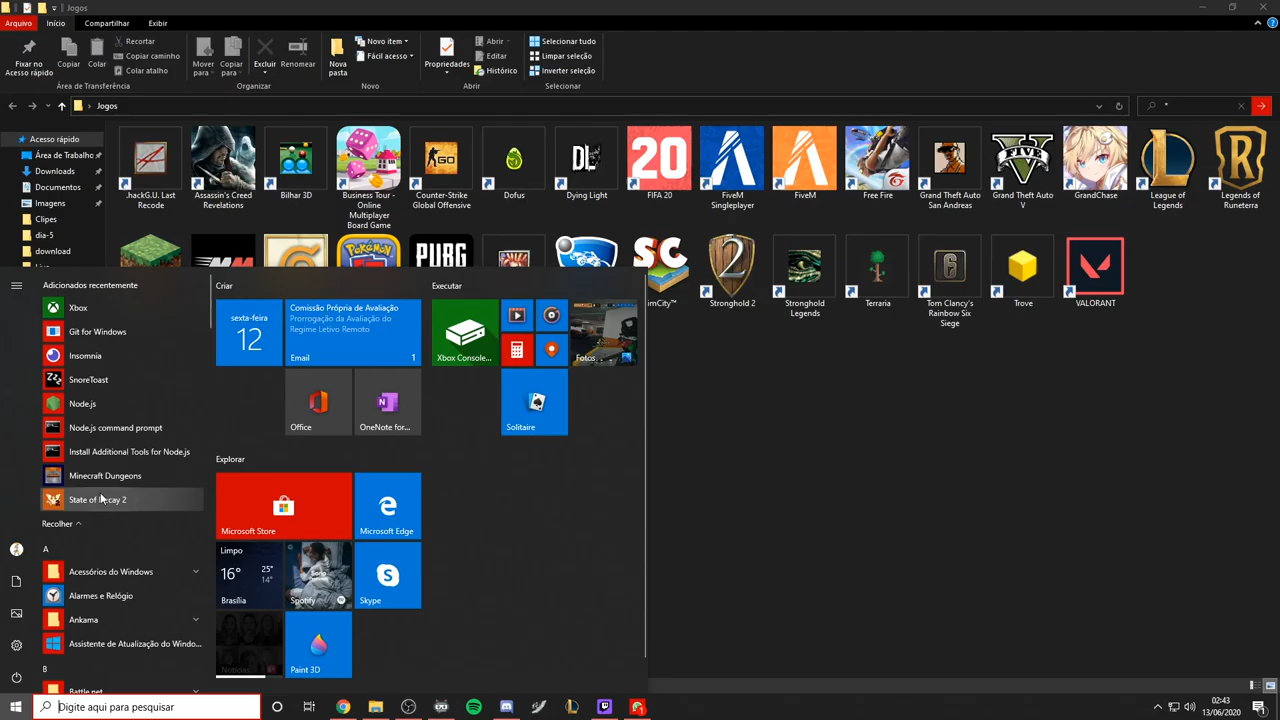 Jogos
Arquivo Início Compartilhar Exibir
Fixar no
Acesso rápido
Copiar
Colar
Recortar
Copiar caminho
Colar atalho
Mover
para
Copiar
para
Excluir
Renomear
Nova
pasta
Novo item
Fácil acesso
Propriedades
Abrir
Editar
Histórico
Selecionar tudo
Limpar seleção
Inverter seleção
Área de Transferência Organizar Novo Abrir Selecionar
Jogos
*
Acesso rápido
Área de Trabalho
Downloads
Documentos
Imagens
Clipes
dia-5
download
.hackG.U. Last
Recode
Assassin's Creed
Revelations
Bilhar 3D
Business Tour -
Online
Multiplayer
Board Game
GO
Counter-Strike
Global Offensive
Dofus
DL
Dying Light
20
FIFA 20
FiveM
Singleplayer
FiveM
Free Fire
Grand Theft Auto
San Andreas
V
FIVE
Grand Theft Auto
V
GrandChase
League of
Legends
Legends of
Runeterra
PUBG
SC
imCity™
2
Stronghold 2
Stronghold
Legends
Terraria
6
Tom Clancy's
Rainbow Six
Siege
Trove
VALORANT
Adicionados recentemente
Xbox
Git for Windows
Insomnia
SnoreToast
Node.js
Node.js command prompt
Install Additional Tools for Node.js
Minecraft Dungeons
State of Decay 2
Recolher
A
Acessórios do Windows
Alarmes e Relógio
Ankama
Assistente de Atualização do Windo...
B
Battle.net
Criar
sexta-feira
12
Comissão Própria de Avaliação
Prorrogação da Avaliação do
Regime Letivo Remoto
Email 1
Office
OneNote for...
Explorar
Microsoft Store
Microsoft Edge
Limpo
16° 25°
14°
Brasília
Spotify
Skype
Notícias
Paint 3D
Executar
Xbox Console...
Fotos
Solitaire
Digite aqui para pesquisar
02:43
13/06/2020